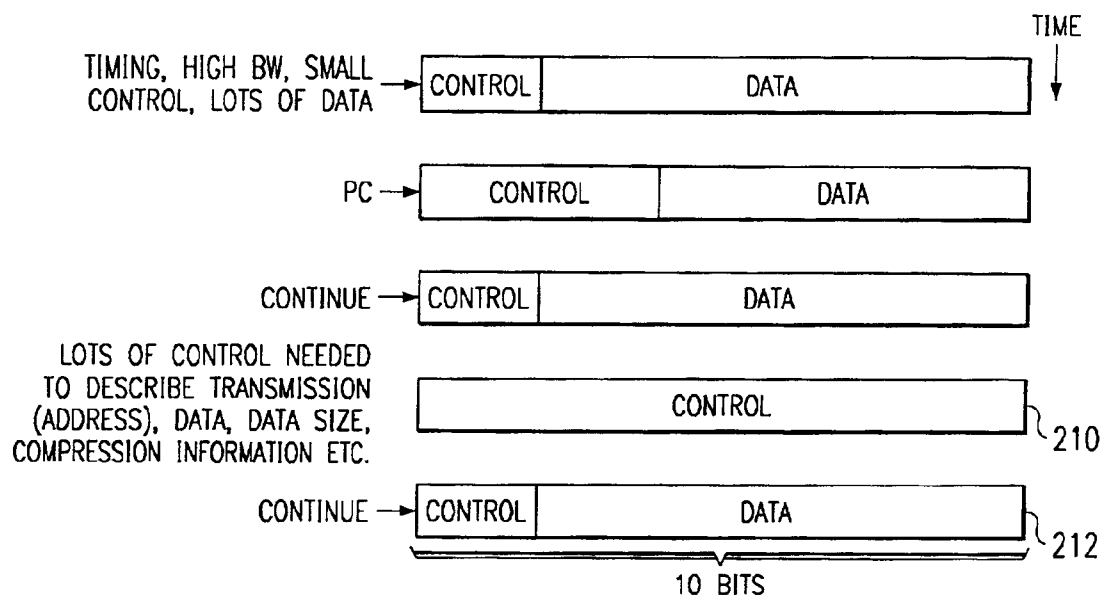 TIME
TIMING, HIGH BW, SMALL
CONTROL, LOTS OF DATA
CONTROL
DATA
PC
CONTROL
DATA
CONTINUE
CONTROL
DATA
LOTS OF CONTROL NEEDED
TO DESCRIBE TRANSMISSION
(ADDRESS), DATA, DATA SIZE,
COMPRESSION INFORMATION ETC.
CONTROL
210
CONTINUE
CONTROL
DATA
212
10 BITS